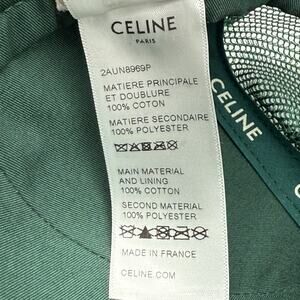 CELINE
PARIS
2AUN8969P
MATIERE PRINCIPALE
ET DOUBLURE
100% COTON
MATIERE SECONDAIRE
100% POLYESTER
MAIN MATERIAL
AND LINING
100% COTTON
SECOND MATERIAL
100% POLYESTER
MADE IN FRANCE
CELINE.COM
CELINE
C